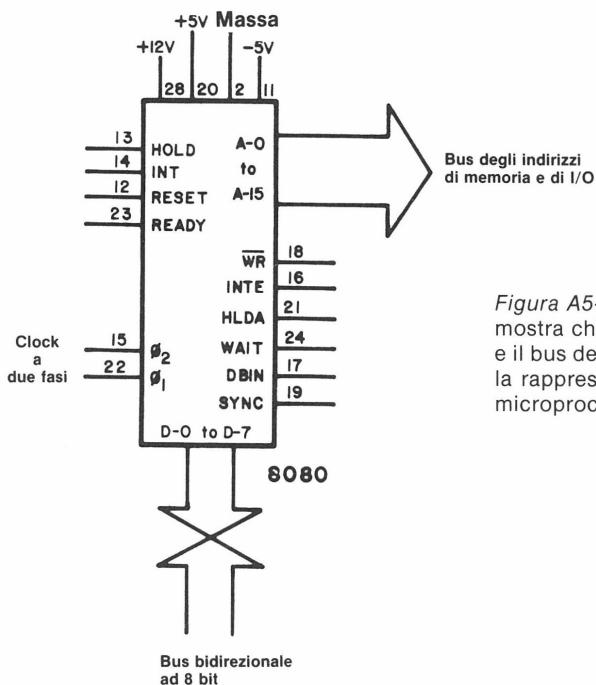 +5V Massa
+12V -5V
28 20 2 11
13 HOLD
14 INT
12 RESET
23 READY
A-0
to
A-15
Bus degli indirizzi
di memoria e di I/O
WR 18
INTE 16
HLDA 21
WAIT 24
DBIN 17
SYNC 19
Clock
a
due fasi
15 ø2
22 ø1
D-0 to D-7
8080
Bus bidirezionale
ad 8 bit
Figura A5-
mostra ch
e il bus de
la rappres
microproc